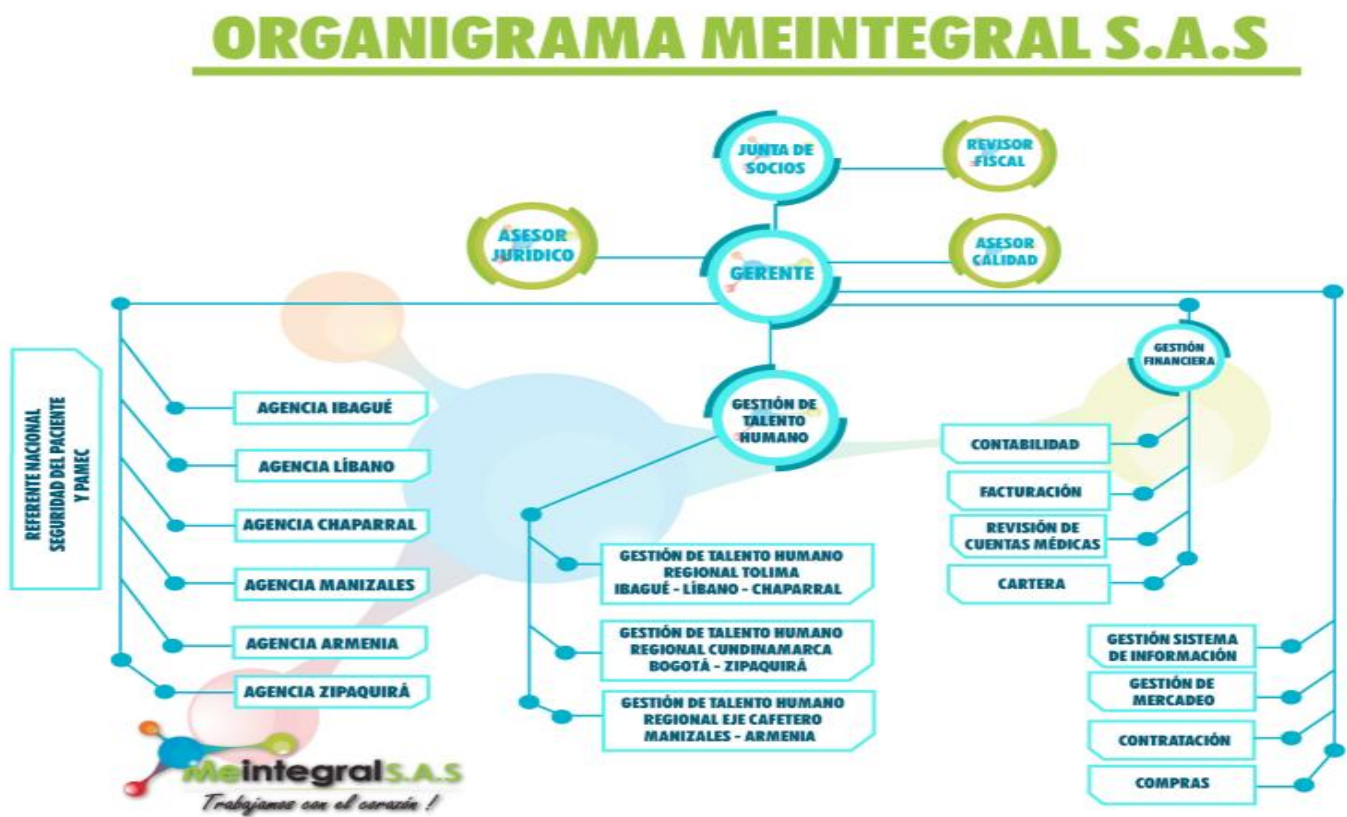 ORGANIGRAMA MEINTEGRAL S.A.S
JUNTA DE
SOCIOS
REVISOR
FISCAL
ASESOR
JURÍDICO
GERENTE
ASESOR
CALIDAD
GESTIÓN
FINANCIERA
REFERENTE NACIONAL
SEGURIDAD DEL PACIENTE
Y PAMEC
AGENCIA IBAGUÉ
AGENCIA LÍBANO
AGENCIA CHAPARRAL
AGENCIA MANIZALES
AGENCIA ARMENIA
AGENCIA ZIPAQUIRÁ
GESTIÓN DE
TALENTO
HUMANO
GESTIÓN DE TALENTO HUMANO
REGIONAL TOLIMA
IBAGUÉ - LÍBANO - CHAPARRAL
GESTIÓN DE TALENTO HUMANO
REGIONAL CUNDINAMARCA
BOGOTÁ - ZIPAQUIRÁ
GESTIÓN DE TALENTO HUMANO
REGIONAL EJE CAFETERO
MANIZALES - ARMENIA
CONTABILIDAD
FACTURACIÓN
REVISIÓN DE
CUENTAS MÉDICAS
CARTERA
GESTIÓN SISTEMA
DE INFORMACIÓN
GESTIÓN DE
MERCADEO
CONTRATACIÓN
COMPRAS
MeintegralS.A.S
Trabajamos con el corazón !